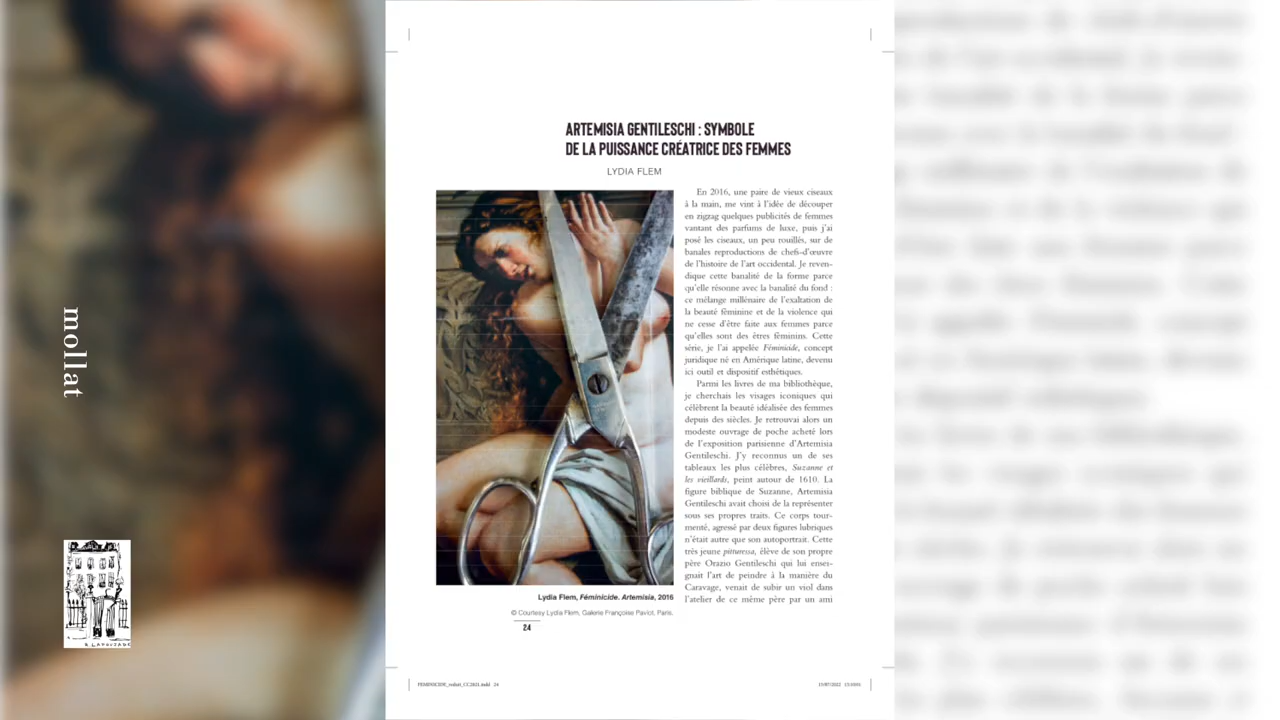 mollat
ARTEMISIA GENTILESCHI : SYMBOLE
DE LA PUISSANCE CRÉATRICE DES FEMMES
LYDIA FLEM
En 2016, une paire de vieux ciseaux
à la main, me vint à l'idée de découper
en zigzag quelques publicités de femmes
vantant des parfums de luxe, puis j'ai
posé les ciseaux, un peu rouillés, sur de
banales reproductions de chefs-d'œuvre
de l'histoire de l'art occidental. Je reven-
dique cette banalité de la forme parce
qu'elle résonne avec la banalité du fond :
ce mélange millénaire de l'exaltation de
la beauté féminine et de la violence qui
ne cesse d'être faite aux femmes parce
qu'elles sont des êtres féminins. Cette
série, je l'ai appelée Féminicide, concept
juridique né en Amérique latine, devenu
ici outil et dispositif esthétiques.
Parmi les livres de ma bibliothèque,
je cherchais les visages iconiques qui
célèbrent la beauté idéalisée des femmes
depuis des siècles. Je retrouvai alors un
modeste ouvrage de poche acheté lors
de l'exposition parisienne d'Artemisia
Gentileschi. J'y reconnus un de ses
tableaux les plus célèbres, Suzanne et
les vieillards, peint autour de 1610. La
figure biblique de Suzanne, Artemisia
Gentileschi avait choisi de la représenter
sous ses propres traits. Ce corps tour-
menté, agressé par deux figures lubriques
n'était autre que son autoportrait. Cette
très jeune pitturessa, élève de son propre
père Orazio Gentileschi qui lui ensei-
gnait l'art de peindre à la manière du
Caravage, venait de subir un viol dans
l'atelier de ce même père par un ami
Lydia Flem, Féminicide. Artemisia, 2016
© Courtesy Lydia Flem, Galerie Françoise Paviot, Paris.
24